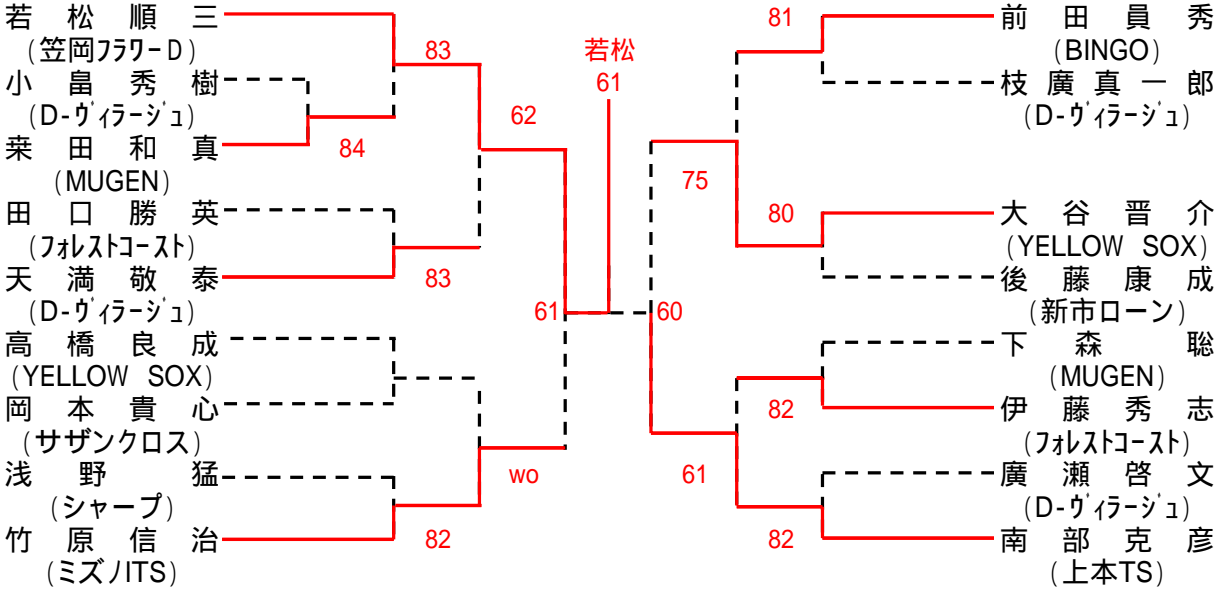 若松順三
(笠岡フラワーD)
小畠秀樹
(D-ヴィラージュ)
桒田和真
(MUGEN)
田口勝英
(フォレストコースト)
天満敬泰
(D-ヴィラージュ)
高橋良成
(YELLOW SOX)
岡本貴心
(サザンクロス)
浅野猛
(シャープ)
竹原信治
(ミズノITS)
83
84
83
82
62
wo
61
若松
61
60
75
61
81
80
82
82
前田員秀
(BINGO)
枝廣真一郎
(D-ヴィラージュ)
大谷晋介
(YELLOW SOX)
後藤康成
(新市ローン)
下森聡
(MUGEN)
伊藤秀志
(フォレストコースト)
廣瀬啓文
(D-ヴィラージュ)
南部克彦
(上本TS)